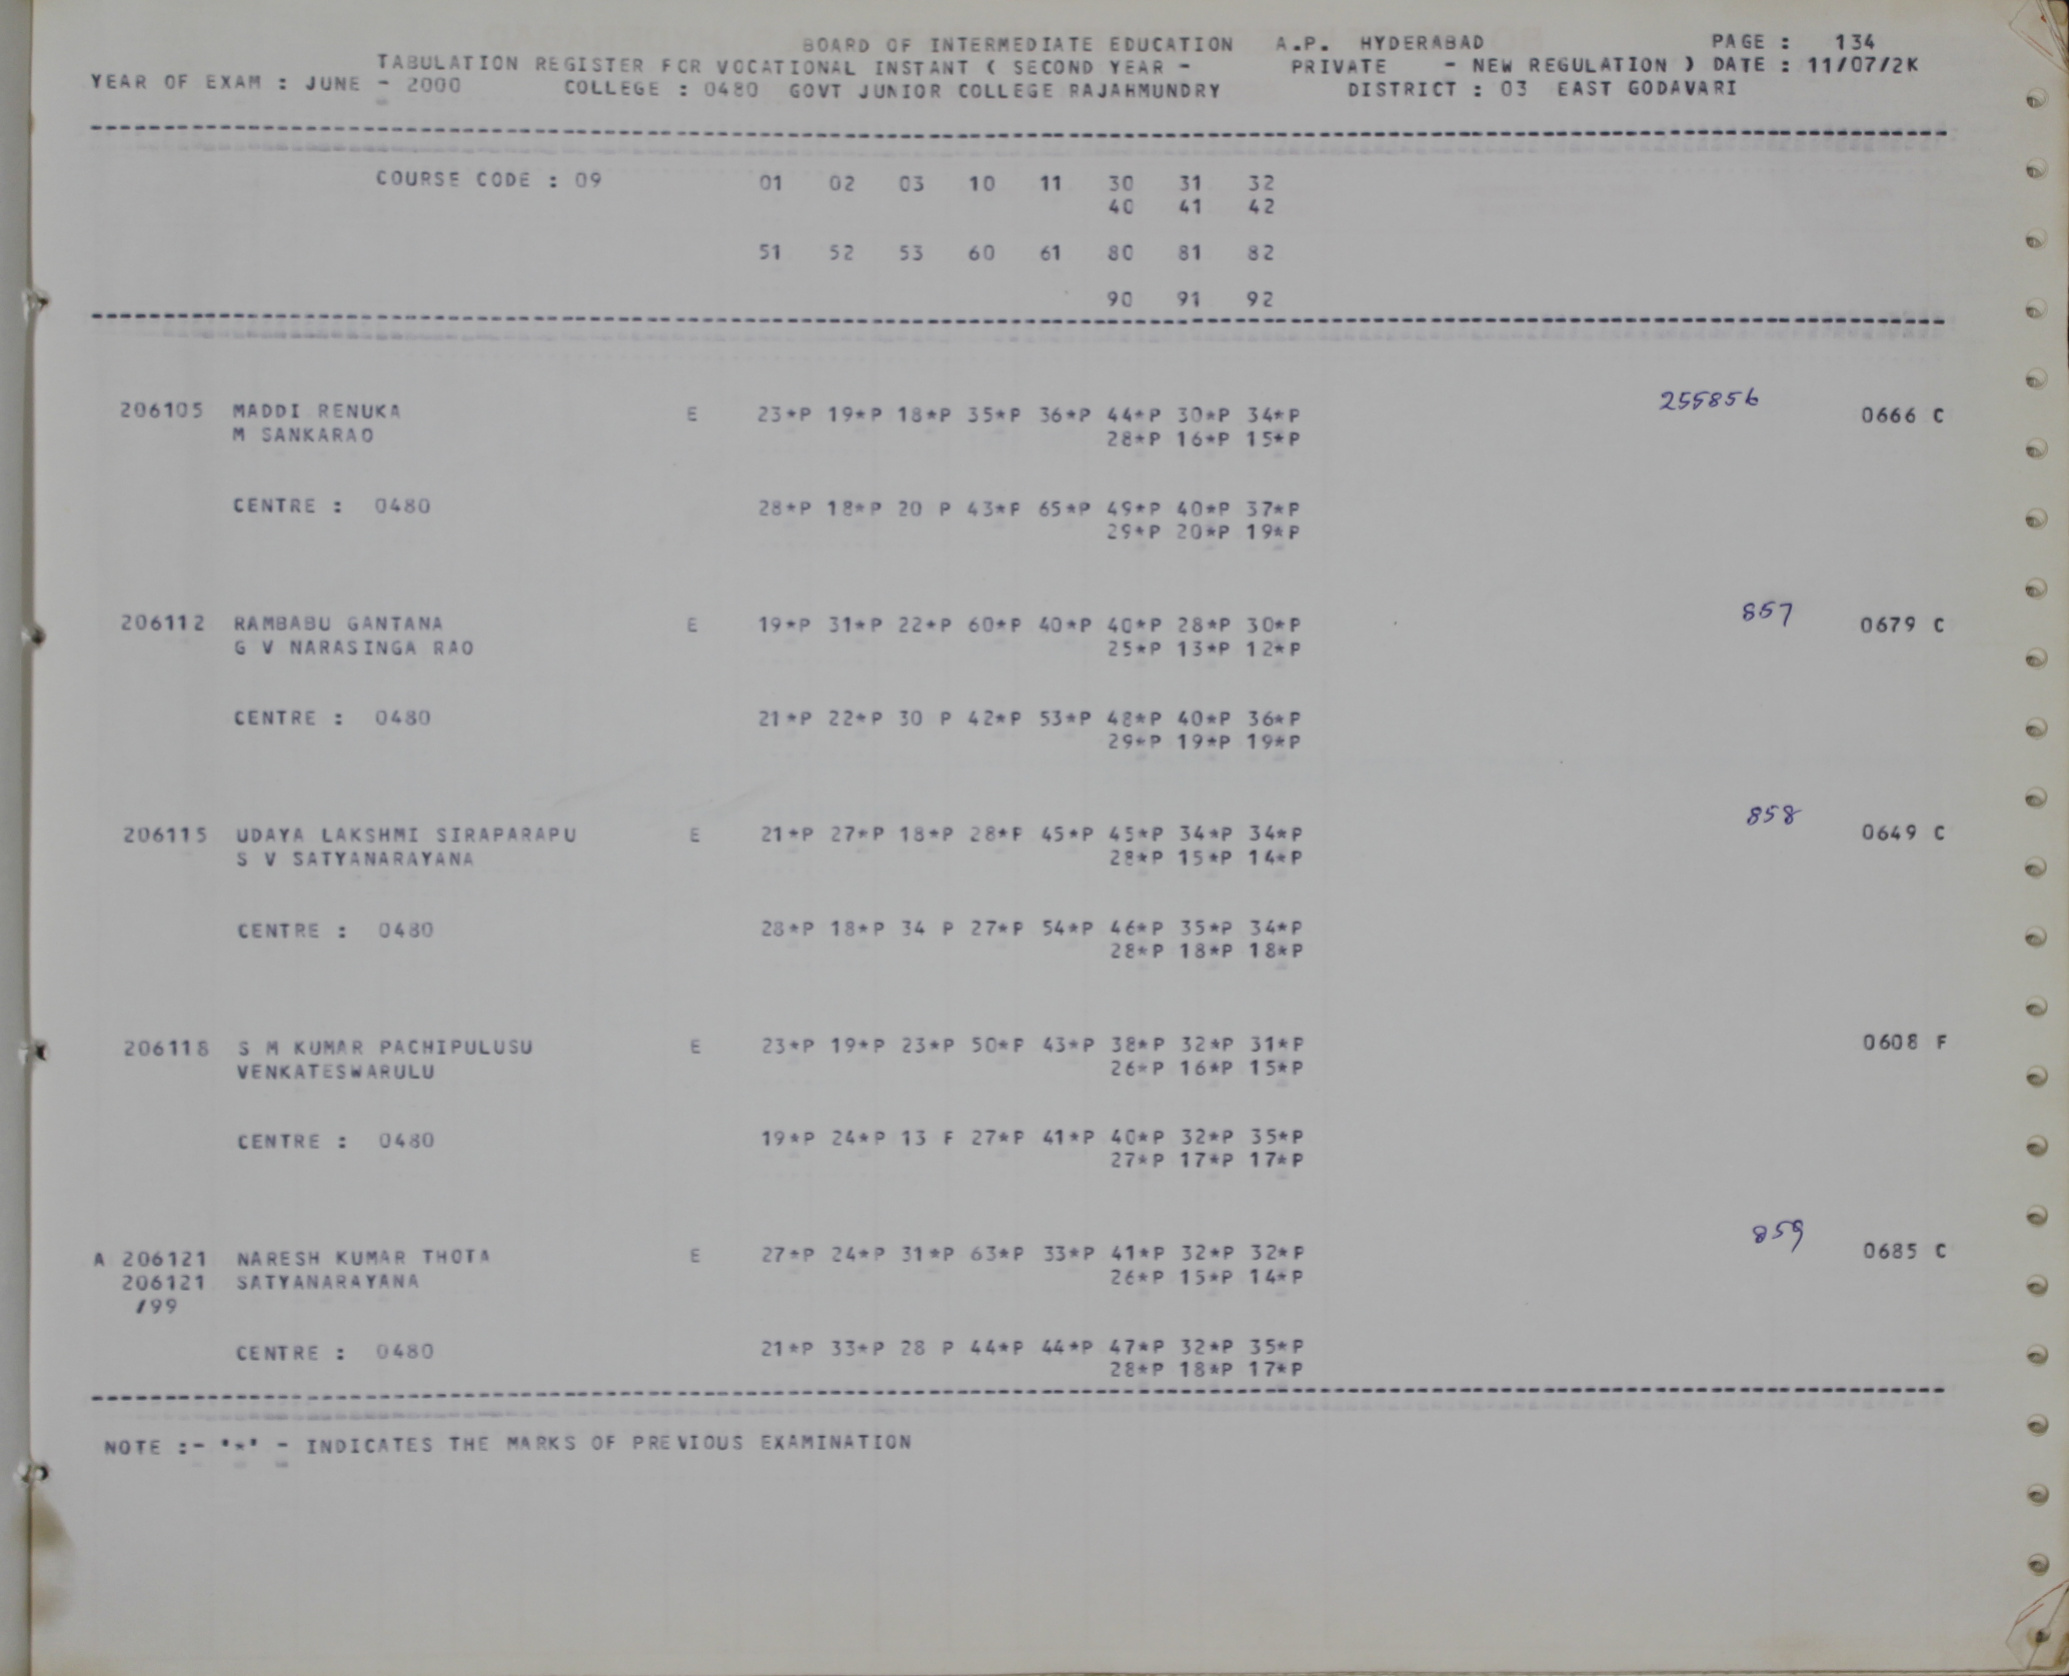 BOARD OF INTERMEDIATE EDUCATION A.P. HYDERABAD PAGE : 134
TABULATION REGISTER FOR VOCATIONAL INSTANT ( SECOND YEAR - PRIVATE - NEW REGULATION ) DATE : 11/07/2K
YEAR OF EXAM : JUNE - 2000 COLLEGE : 0480 GOVT JUNIOR COLLEGE RAJAHMUNDRY DISTRICT : 03 EAST GODAVARI
COURSE CODE : 09 01 02 03 10 11 30 31 32
40 41 42
51 52 53 60 61 80 81 82
90 91 92
206105 MADDI RENUKA E 23*P 19*P 18*P 35*P 36*P 44*P 30*P 34*P 255856 0666 C
M SANKARAO 28*P 16*P 15*P
CENTRE : 0480 28*P 18*P 20 P 43*P 65*P 49*P 40*P 37*P
29*P 20*P 19*P
206112 RAMBABU GANTANA E 19*P 31*P 22*P 60*P 40*P 40*P 28*P 30*P 857 0679 C
G V NARASINGA RAO 25*P 13*P 12*P
CENTRE : 0480 21*P 22*P 30 P 42*P 53*P 48*P 40*P 36*P
29*P 19*P 19*P
206115 UDAYA LAKSHMI SIRAPARAPU E 21*P 27*P 18*P 28*P 45*P 45*P 34*P 34*P 858 0649 C
S V SATYANARAYANA 28*P 15*P 14*P
CENTRE : 0480 28*P 18*P 34 P 27*P 54*P 46*P 35*P 34*P
28*P 18*P 18*P
206118 S M KUMAR PACHIPULUSU E 23*P 19*P 23*P 50*P 43*P 38*P 32*P 31*P 0608 F
VENKATESWARULU 26*P 16*P 15*P
CENTRE : 0480 19*P 24*P 13 F 27*P 41*P 40*P 32*P 35*P
27*P 17*P 17*P
A 206121 NARESH KUMAR THOTA E 27*P 24*P 31*P 63*P 33*P 41*P 32*P 32*P 859 0685 C
206121 SATYANARAYANA 26*P 15*P 14*P
/99
CENTRE : 0480 21*P 33*P 28 P 44*P 44*P 47*P 32*P 35*P
28*P 18*P 17*P
NOTE :- '*' - INDICATES THE MARKS OF PREVIOUS EXAMINATION